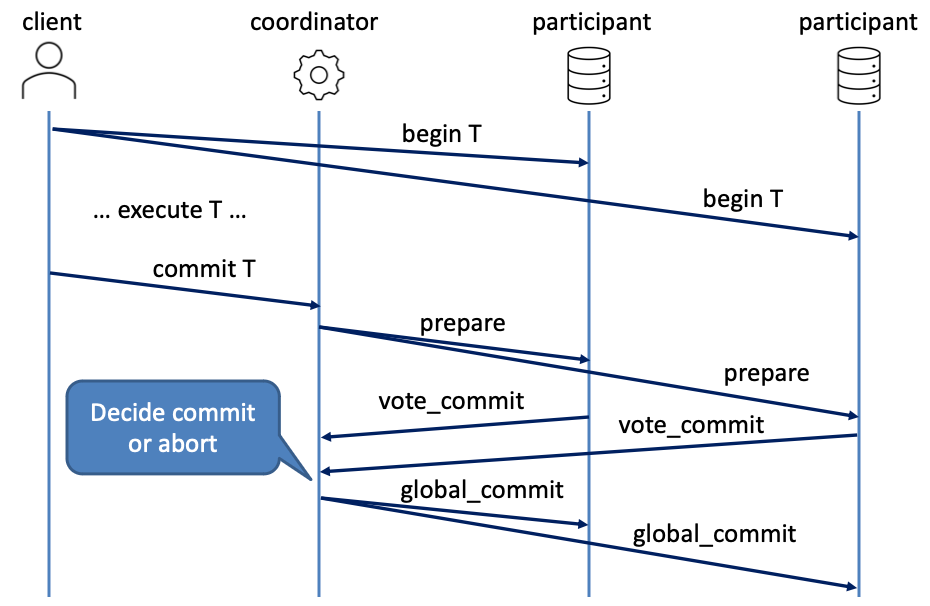 client
coordinator
participant
participant
begin T
begin T
... execute T ...
commit T
prepare
prepare
vote_commit
Decide commit
or abort
vote_commit
global_commit
global_commit